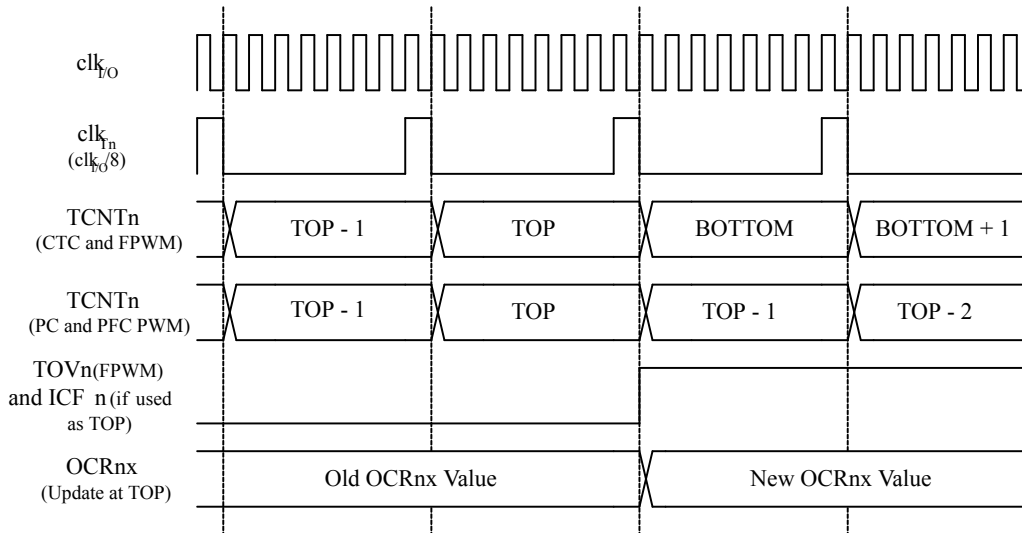 clkI/O
clkTn
(clkI/O/8)
TCNTn
(CTC and FPWM)
TOP - 1
TOP
BOTTOM
BOTTOM + 1
TCNTn
(PC and PFC PWM)
TOP - 1
TOP
TOP - 1
TOP - 2
TOVn(FPWM)
and ICF n(if used
as TOP)
OCRnx
(Update at TOP)
Old OCRnx Value
New OCRnx Value